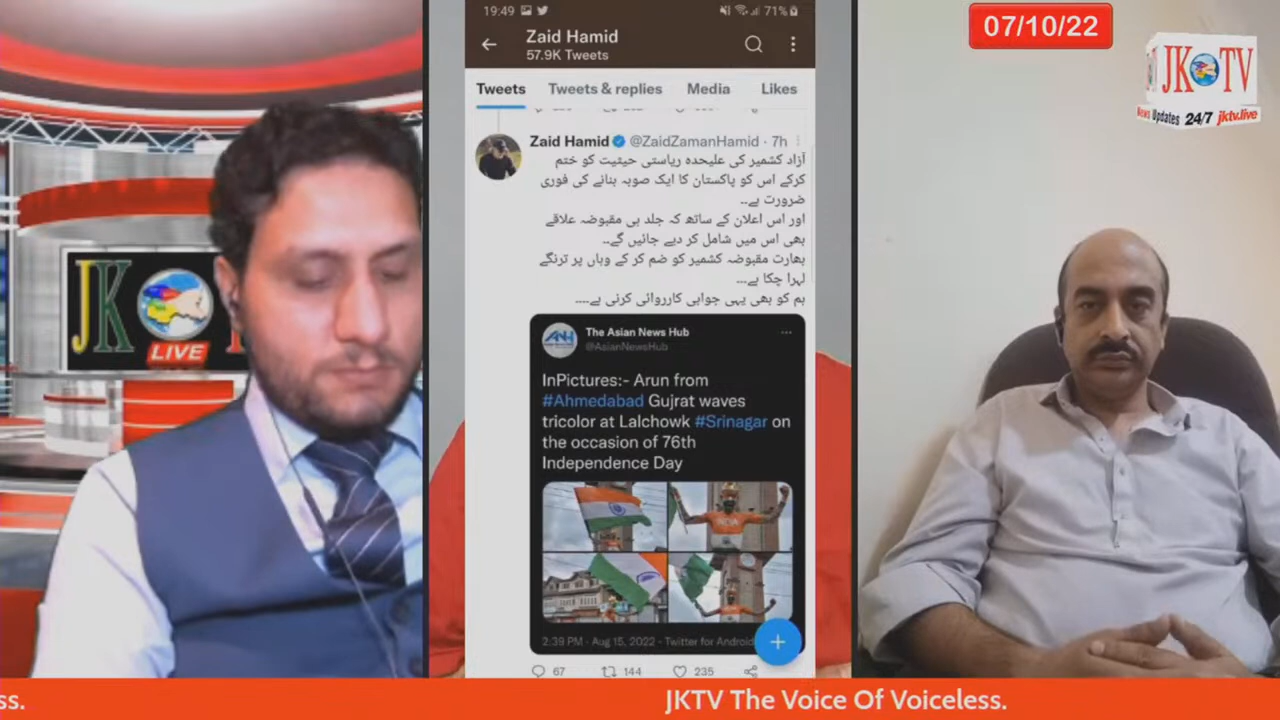 19:49
71%
Zaid Hamid
57.9K Tweets
Tweets
Tweets & replies
Media
Likes
Zaid Hamid @ZaidZamanHamid · 7h
آزاد کشمیر کی علیحدہ ریاستی حیثیت کو ختم
کرکے اس کو پاکستان کا ایک صوبہ بنانے کی فوری
ضرورت ہے۔۔
اور اس اعلان کے ساتھ کہ جلد ہی مقبوضہ علاقے
بھی اس میں شامل کر دیے جائیں گے۔۔
بھارت مقبوضہ کشمیر کو ضم کر کے وہاں پر ترنگے
لہرا چکا ہے۔۔۔
ہم کو بھی یہی جوابی کارروائی کرنی ہے۔۔۔۔
The Asian News Hub
@AsianNewsHub
InPictures:- Arun from
#Ahmedabad Gujrat waves
tricolor at Lalchowk #Srinagar on
the occasion of 76th
Independence Day
INDIA
2:39 PM · Aug 15, 2022 · Twitter for Android
67
144
235
07/10/22
JK TV
News Updates 24/7 jktv.live
JK
LIVE
ss.
JKTV The Voice Of Voiceless.